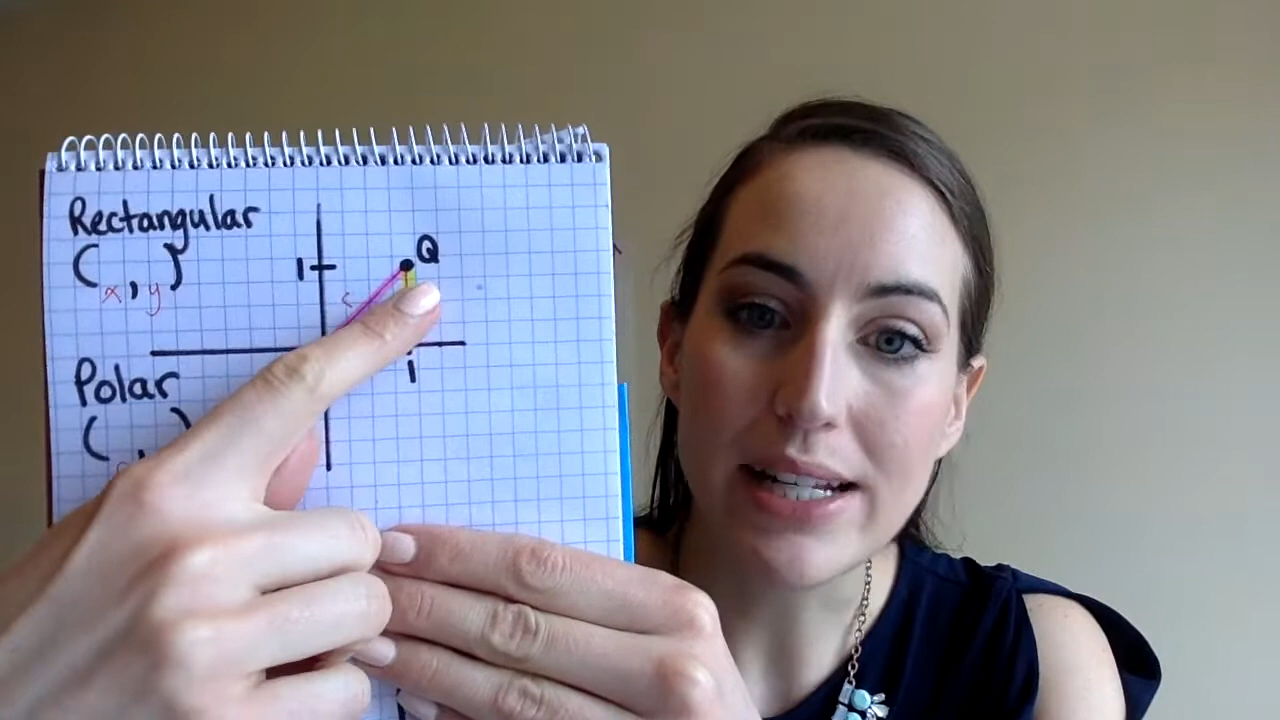 Rectangular
(x, y)
Polar
( , )
Q
1
1